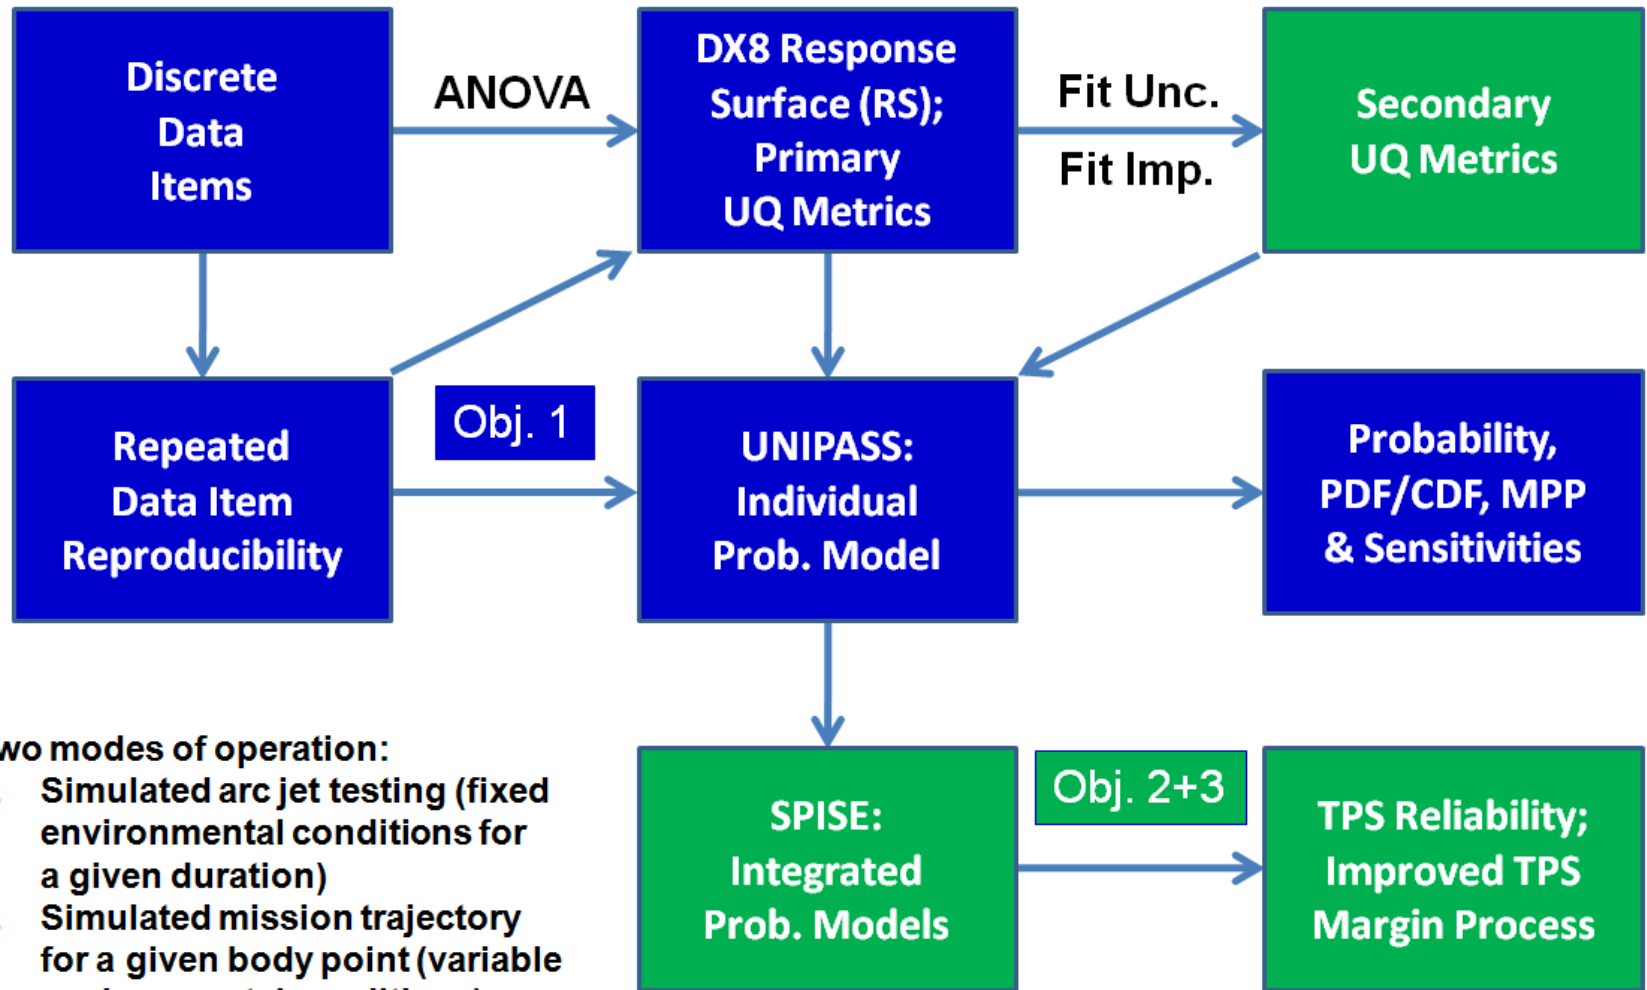 Discrete
Data
Items
ANOVA
DX8 Response
Surface (RS);
Primary
UQ Metrics
Fit Unc.
Fit Imp.
Secondary
UQ Metrics
Repeated
Data Item
Reproducibility
Obj. 1
UNIPASS:
Individual
Prob. Model
Probability,
PDF/CDF, MPP
& Sensitivities
wo modes of operation:
Simulated arc jet testing (fixed
environmental conditions for
a given duration)
Simulated mission trajectory
for a given body point (variable
SPISE:
Integrated
Prob. Models
Obj. 2+3
TPS Reliability;
Improved TPS
Margin Process